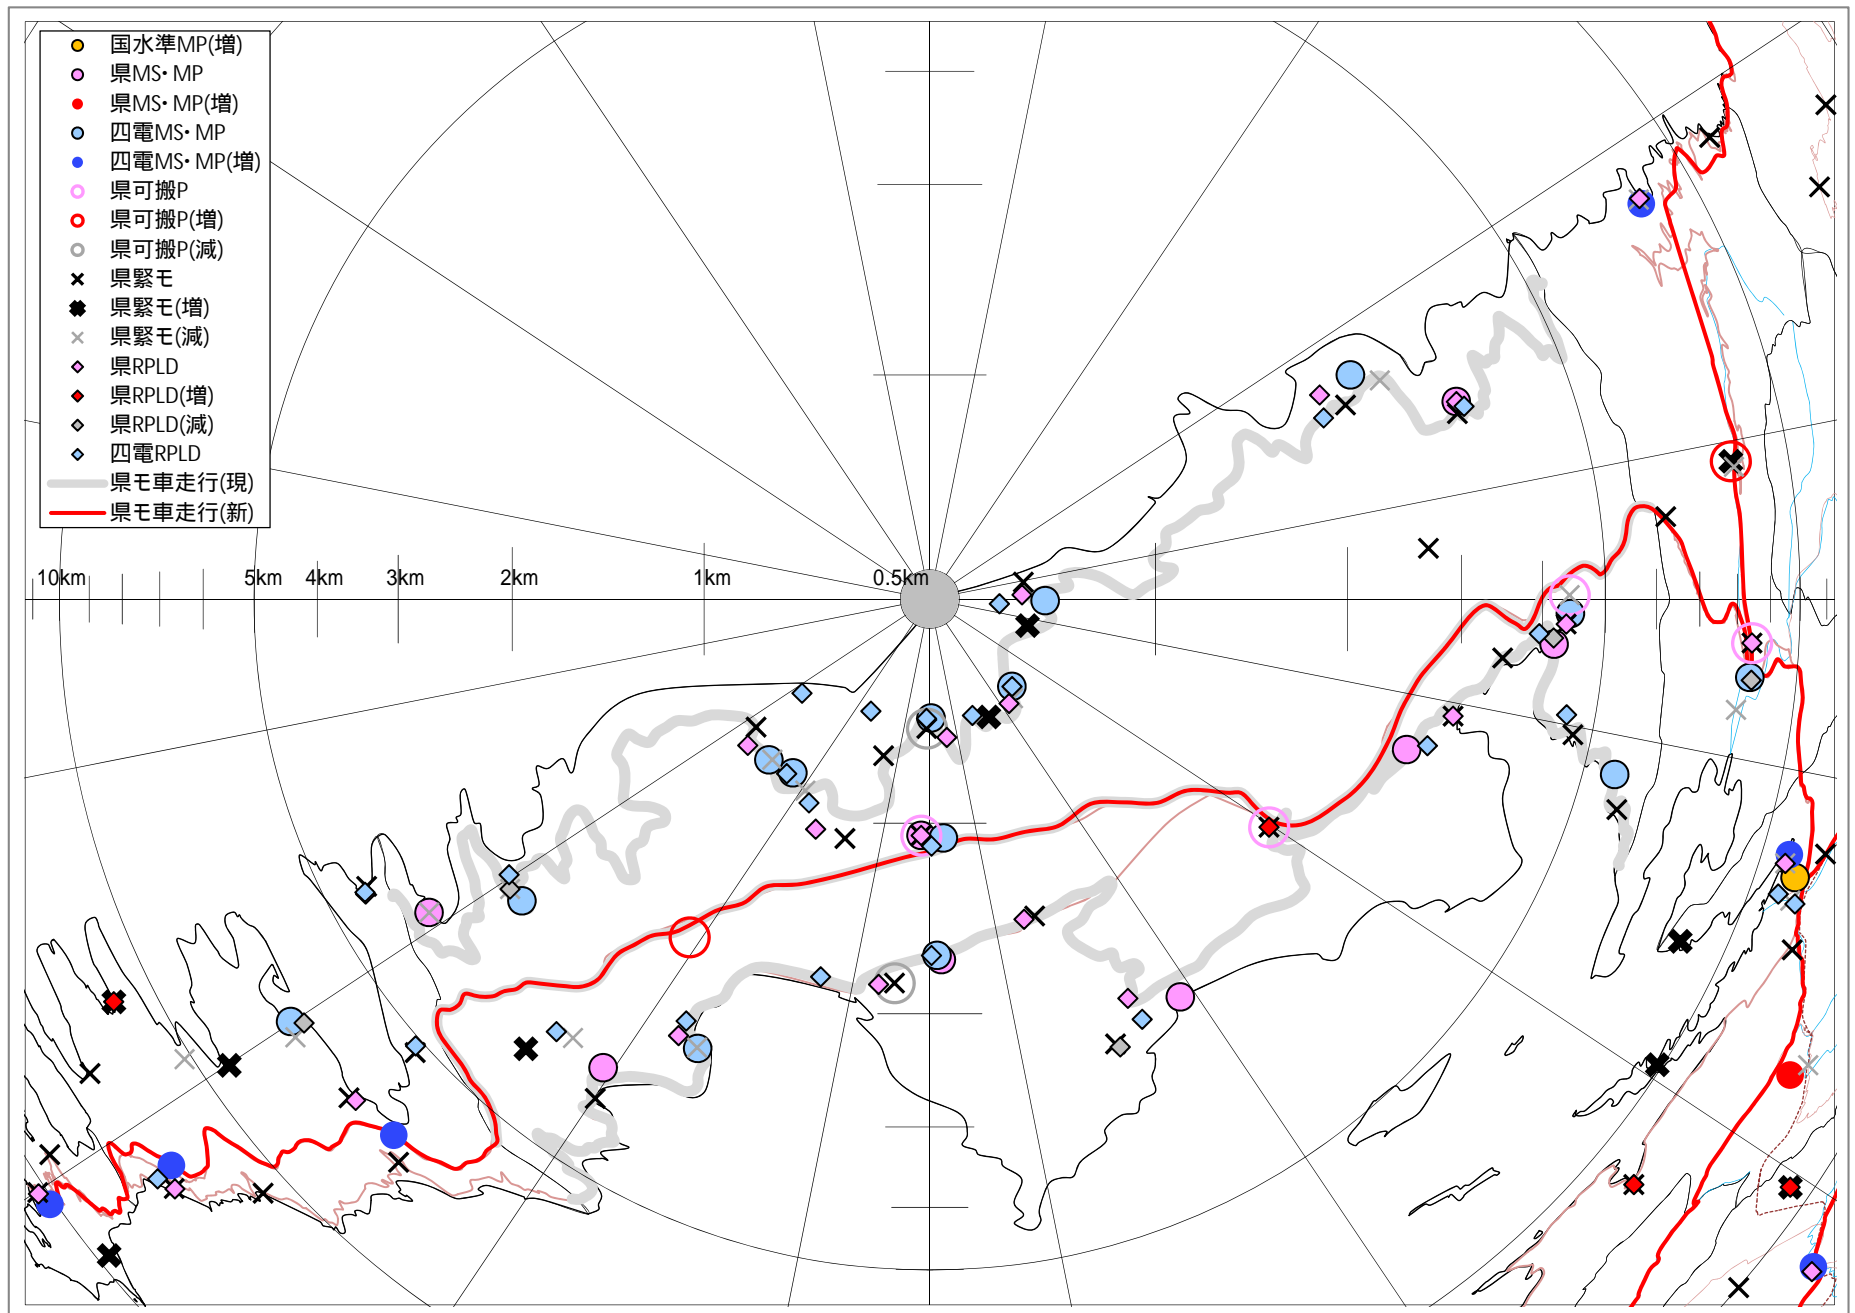 国水準MP(増)
県MS・MP
県MS・MP(増)
四電MS・MP
四電MS・MP(増)
県可搬P
県可搬P(増)
県可搬P(減)
県緊モ
県緊モ(増)
県緊モ(減)
県RPLD
県RPLD(増)
県RPLD(減)
四電RPLD
県モ車走行(現)
県モ車走行(新)
10km 5km 4km 3km 2km 1km 0.5km